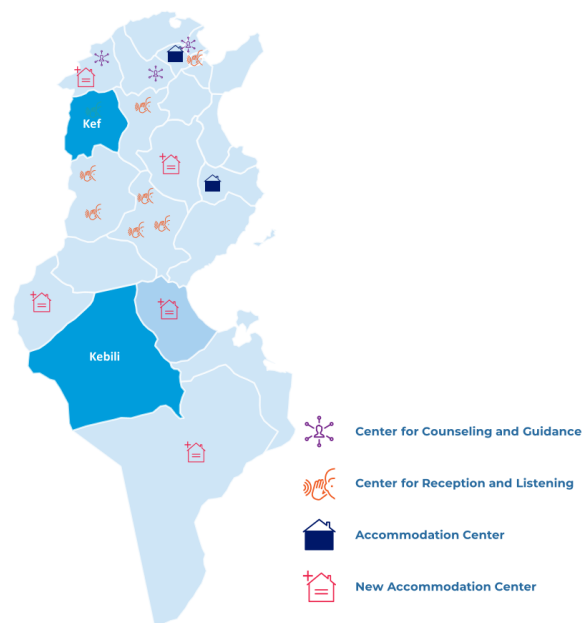 Kef
Kebili
Center for Counseling and Guidance
Center for Reception and Listening
Accommodation Center
New Accommodation Center